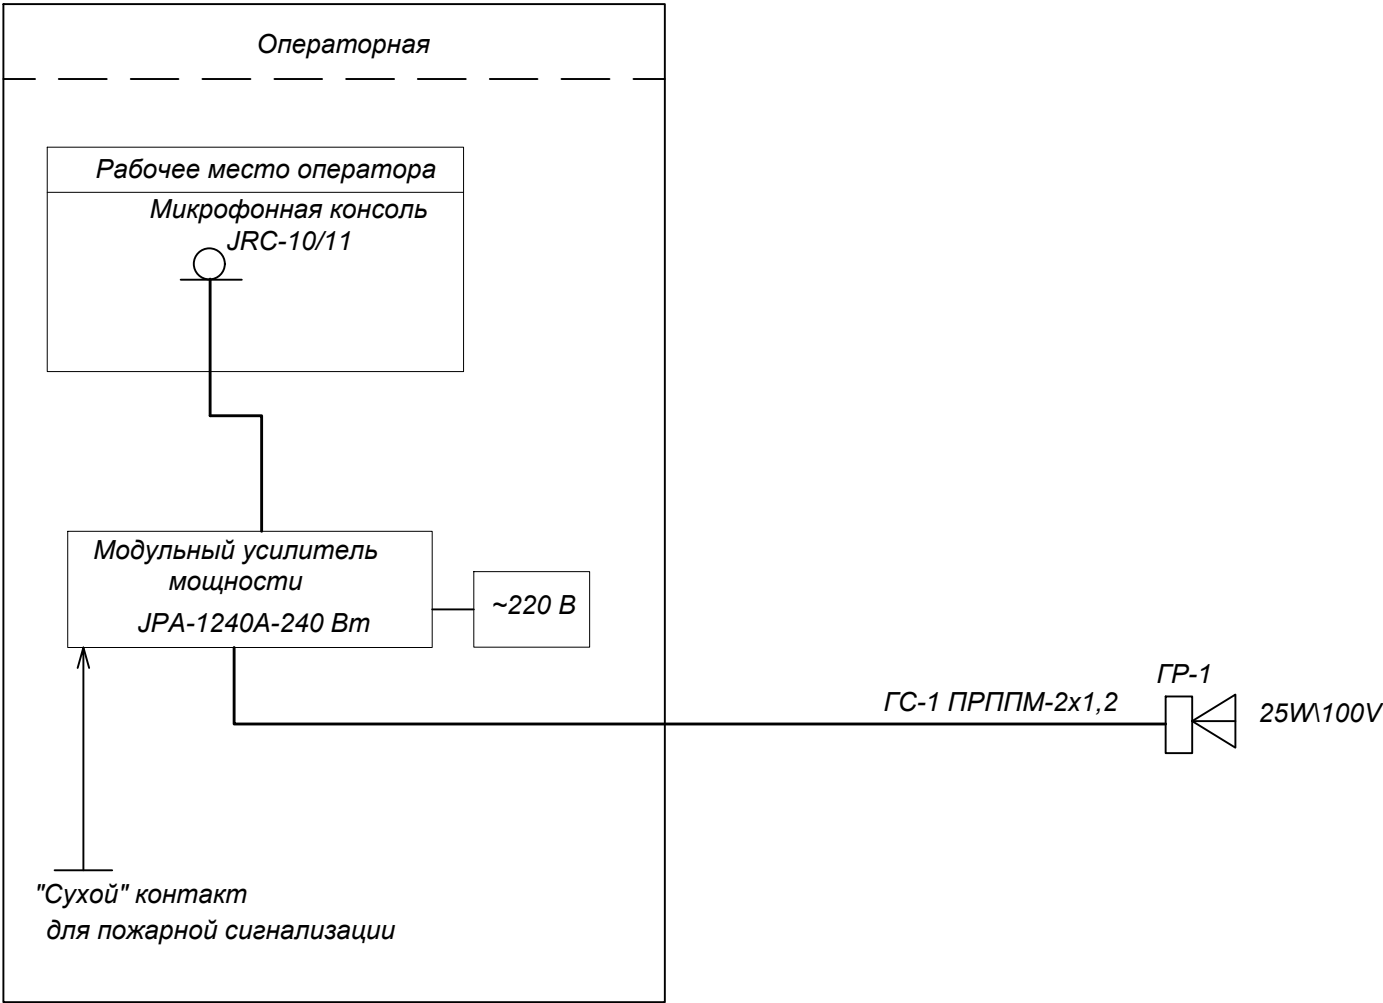 Операторная
Рабочее место оператора
Микрофонная консоль
JRC-10/11
Модульный усилитель
мощности
JPA-1240A-240 Вт
~220 В
ГС-1 ПРППМ-2х1,2
ГР-1
25W\100V
"Сухой" контакт
для пожарной сигнализации